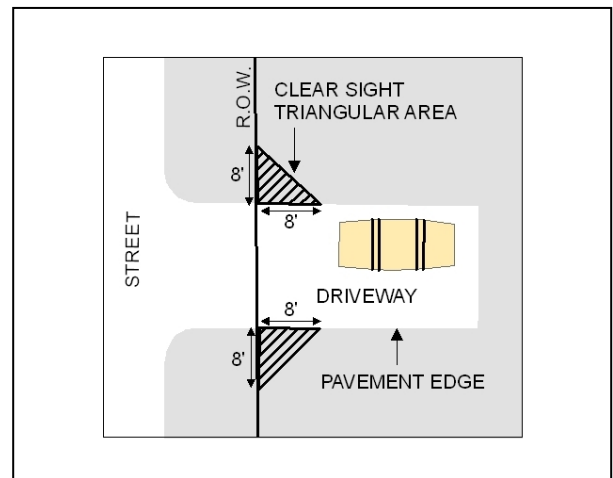 R.O.W.
CLEAR SIGHT
TRIANGULAR AREA
8'
8'
STREET
DRIVEWAY
8'
8'
PAVEMENT EDGE